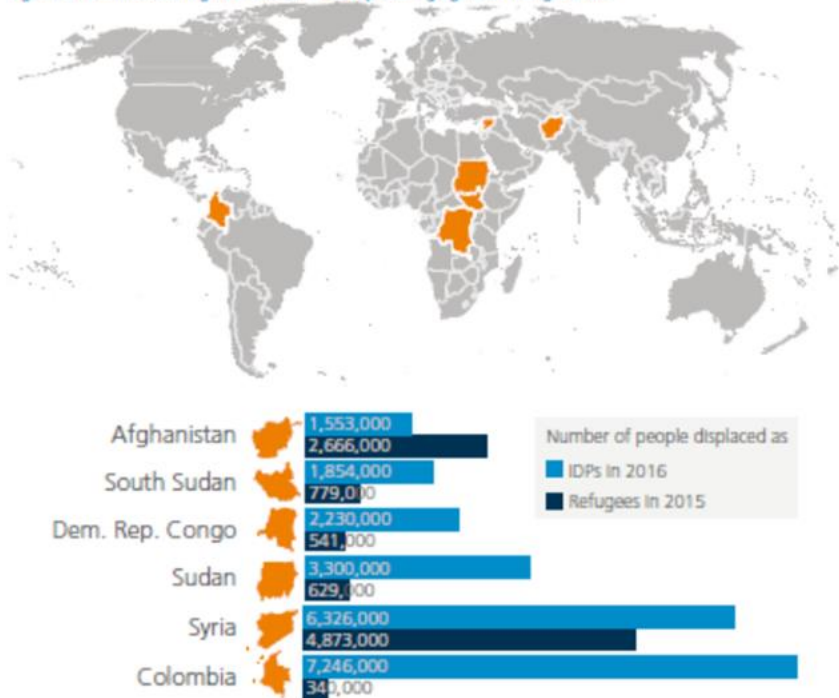 Afghanistan
1,553,000
2,666,000
South Sudan
1,854,000
779,000
Dem. Rep. Congo
2,230,000
541,000
Sudan
3,300,000
629,000
Syria
6,326,000
4,873,000
Colombia
7,246,000
340,000
Number of people displaced as
IDPs in 2016
Refugees in 2015